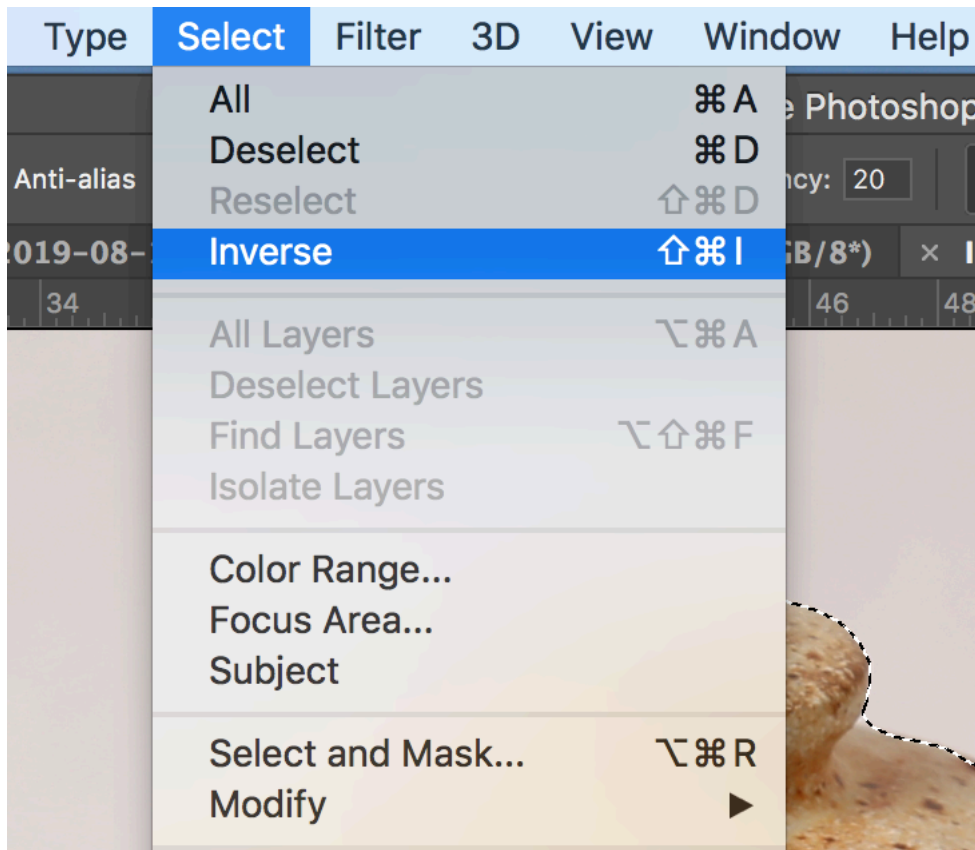 Type Select Filter 3D View Window Help
All ⌘A
Photoshop
Deselect ⌘D
Anti-alias 20
Reselect ⇧⌘D
Inverse ⇧⌘I
2019-08- GB/8*) ×
34 46 48
All Layers ⌥⌘A
Deselect Layers
Find Layers ⌥⇧⌘F
Isolate Layers
Color Range...
Focus Area...
Subject
Select and Mask... ⌥⌘R
Modify ▶